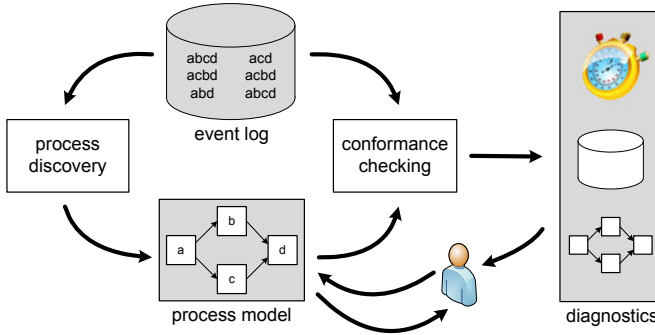 abcd acd
acbd acbd
abd abcd
event log
process
discovery
conformance
checking
a
b
c
d
process model
diagnostics